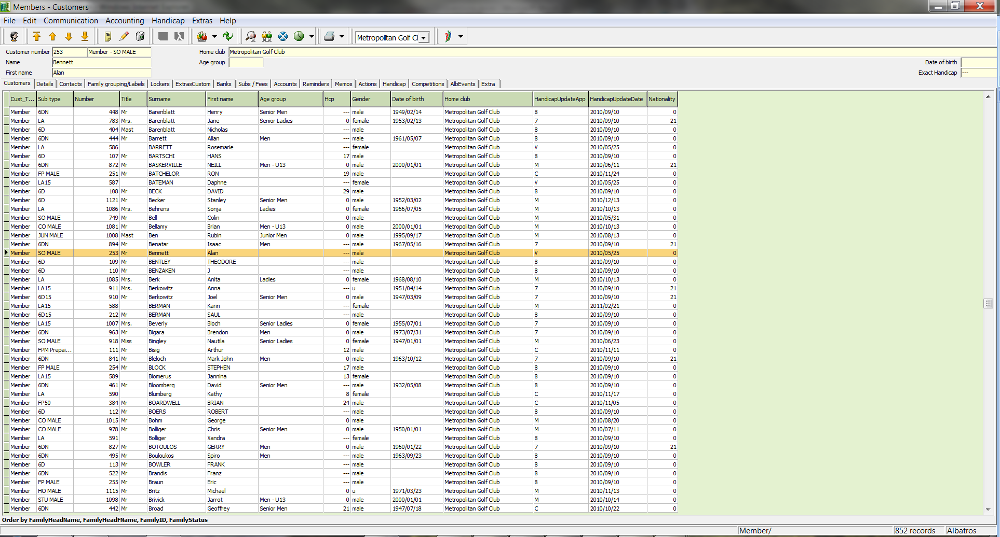 Members - Customers
File Edit Communication Accounting Handicap Extras Help
Metropolitan Golf Cl
Customer number 253 Member - SO MALE Home club Metropolitan Golf Club
Name Bennett Age group Date of birth
First name Alan Exact Handicap ---
Customers Details Contacts Family grouping/Labels Lockers ExtrasCustom Banks Subs / Fees Accounts Reminders Memos Actions Handicap Competitions AlbEvents Extra
Cust_T... Sub type Number Title Surname First name Age group Hcp Gender Date of birth Home club HandicapUpdateApp HandicapUpdateDate Nationality
Member 6DN 448 Mr Barenblatt Henry Senior Men --- male 1949/02/14 Metropolitan Golf Club 8 2010/09/10 0
Member LA 783 Mrs. Barenblatt Jane Senior Ladies 0 female 1953/02/13 Metropolitan Golf Club 7 2010/09/10 21
Member 6D 404 Mast Barenblatt Nicholas --- male Metropolitan Golf Club 8 2010/09/10 0
Member 6DN 444 Mr Barrett Allan Men --- male 1961/05/07 Metropolitan Golf Club 8 2010/09/10 0
Member LA 586 BARRETT Rosemarie --- female Metropolitan Golf Club V 2010/05/25 0
Member 6D 107 Mr BARTSCHI HANS 17 male Metropolitan Golf Club 8 2010/09/10 0
Member 6DN 872 Mr BASKERVILLE NEILL Men - U13 0 male 2000/01/01 Metropolitan Golf Club M 2010/06/11 21
Member FP MALE 251 Mr BATCHELOR RON 19 male Metropolitan Golf Club C 2010/11/24 0
Member LA15 587 BATEMAN Daphne --- female Metropolitan Golf Club V 2010/05/25 0
Member 6D 108 Mr BECK DAVID 29 male Metropolitan Golf Club 8 2010/09/10 0
Member 6D 1121 Mr Becker Stanley Senior Men 0 male 1952/03/02 Metropolitan Golf Club M 2010/12/13 0
Member LA 1086 Mrs. Behrens Sonja Ladies 0 female 1966/07/05 Metropolitan Golf Club M 2010/10/13 0
Member SO MALE 749 Mr Bell Colin 0 male Metropolitan Golf Club M 2010/05/31 0
Member CO MALE 1081 Mr Bellamy Brian Men - U13 0 male 2000/01/01 Metropolitan Golf Club M 2010/10/13 0
Member JUN MALE 1008 Mast Ben Rubin Junior Men 0 male 1995/09/17 Metropolitan Golf Club M 2010/08/13 0
Member 6DN 894 Mr Benatar Isaac Men --- male 1967/05/16 Metropolitan Golf Club 7 2010/09/10 21
Member SO MALE 253 Mr Bennett Alan --- male Metropolitan Golf Club V 2010/05/25 0
Member 6D 109 Mr BENTLEY THEODORE --- male Metropolitan Golf Club 8 2010/09/10 0
Member 6D 110 Mr BENZAKEN J --- male Metropolitan Golf Club 8 2010/09/10 0
Member LA 1085 Mrs. Berk Anita Ladies 0 female 1968/08/10 Metropolitan Golf Club M 2010/10/13 0
Member LA15 911 Mrs. Berkowitz Anna --- u 1951/04/14 Metropolitan Golf Club 7 2010/09/10 21
Member 6D15 910 Mr Berkowitz Joel Senior Men 0 male 1947/03/09 Metropolitan Golf Club 7 2010/09/10 21
Member LA15 588 BERMAN Karin --- female Metropolitan Golf Club M 2011/02/21 0
Member 6D15 212 Mr BERMAN SAUL --- male Metropolitan Golf Club 8 2010/09/10 0
Member LA15 1007 Mrs. Beverly Bloch Senior Ladies 0 female 1955/07/01 Metropolitan Golf Club 7 2010/09/10 0
Member 6DN 963 Mr Bigara Brendon Men 0 male 1973/07/31 Metropolitan Golf Club 7 2010/09/10 0
Member SO MALE 918 Miss Bingley Nautila Senior Ladies 0 female 1947/01/01 Metropolitan Golf Club M 2010/06/23 0
Member FPM Prepai... 111 Mr Bisig Arthur 12 male Metropolitan Golf Club C 2010/11/11 0
Member 6DN 841 Mr Bleloch Mark John Men 0 male 1963/10/12 Metropolitan Golf Club 7 2010/09/10 21
Member FP MALE 254 Mr BLOCK STEPHEN 17 male Metropolitan Golf Club 8 2010/09/10 0
Member LA15 589 Blomerus Jannina 13 female Metropolitan Golf Club 8 2010/09/10 0
Member 6DN 461 Mr Bloomberg David Senior Men --- male 1932/05/08 Metropolitan Golf Club 8 2010/09/10 0
Member LA 590 Blumberg Kathy 8 female Metropolitan Golf Club C 2010/11/17 0
Member FP50 384 Mr BOARDWELL BRIAN 24 male Metropolitan Golf Club C 2010/11/05 0
Member 6D 112 Mr BOERS ROBERT --- male Metropolitan Golf Club 8 2010/09/10 0
Member CO MALE 1015 Mr Bohm George 0 male Metropolitan Golf Club M 2010/08/20 0
Member CO MALE 978 Mr Bolliger Chris Senior Men 0 male 1950/01/01 Metropolitan Golf Club M 2010/07/11 0
Member LA 591 Bolliger Xandra --- female Metropolitan Golf Club 8 2010/09/10 0
Member 6DN 827 Mr BOTOULOS GERRY Men 0 male 1960/01/22 Metropolitan Golf Club 7 2010/09/10 21
Member 6DN 495 Mr Bouloukos Spiro Men --- male 1963/09/23 Metropolitan Golf Club 8 2010/09/10 0
Member 6D 113 Mr BOWLER FRANK --- male Metropolitan Golf Club 8 2010/09/10 0
Member 6DN 522 Mr Brandis Franz --- male Metropolitan Golf Club 8 2010/09/10 0
Member FP MALE 255 Mr Braun Eric --- male Metropolitan Golf Club 8 2010/09/10 0
Member HO MALE 1115 Mr Britz Michael 0 u 1971/03/23 Metropolitan Golf Club M 2010/11/13 0
Member STU MALE 1098 Mr Brivick Jarrot Men - U13 0 male 2000/01/01 Metropolitan Golf Club M 2010/10/14 0
Member 6DN 442 Mr Broad Geoffrey Senior Men 21 male 1947/07/18 Metropolitan Golf Club C 2010/10/22 0
Order by FamilyHeadName, FamilyHeadFName, FamilyID, FamilyStatus
Member/ 852 records Albatros